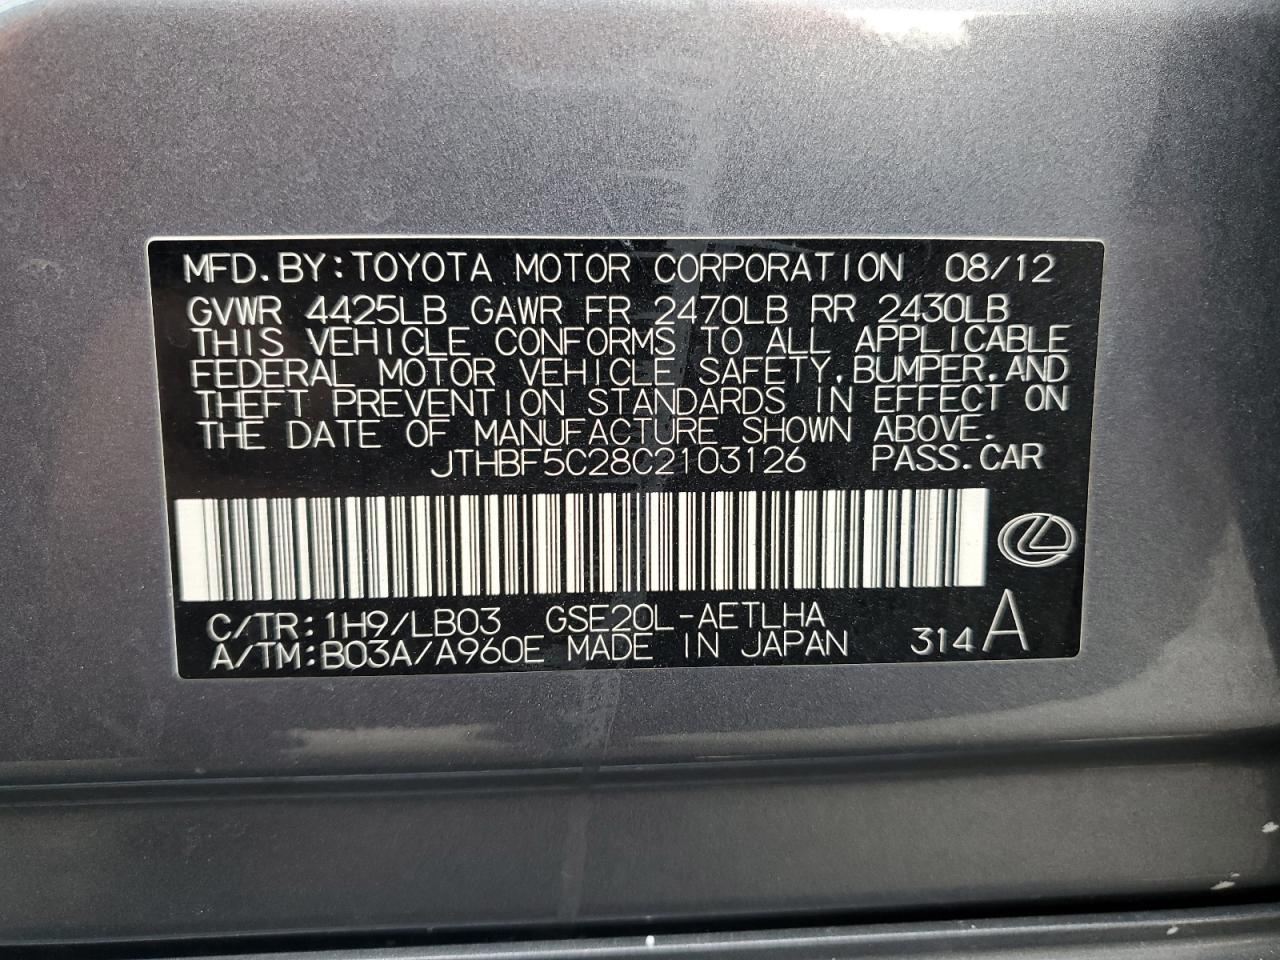 MFD.BY:TOYOTA MOTOR CORPORATION 08/12
GVWR 4425LB GAWR FR 2470LB RR 2430LB
THIS VEHICLE CONFORMS TO ALL APPLICABLE
FEDERAL MOTOR VEHICLE SAFETY,BUMPER,AND
THEFT PREVENTION STANDARDS IN EFFECT ON
THE DATE OF MANUFACTURE SHOWN ABOVE.
JTHBF5C28C2103126 PASS.CAR
C/TR:1H9/LB03 GSE20L-AETLHA
A/TM:B03A/A960E MADE IN JAPAN 314 A